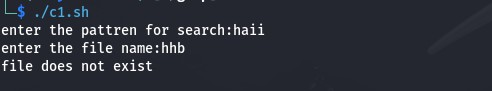 └─$ ./c1.sh
enter the pattren for search:haii
enter the file name:hhb
file does not exist